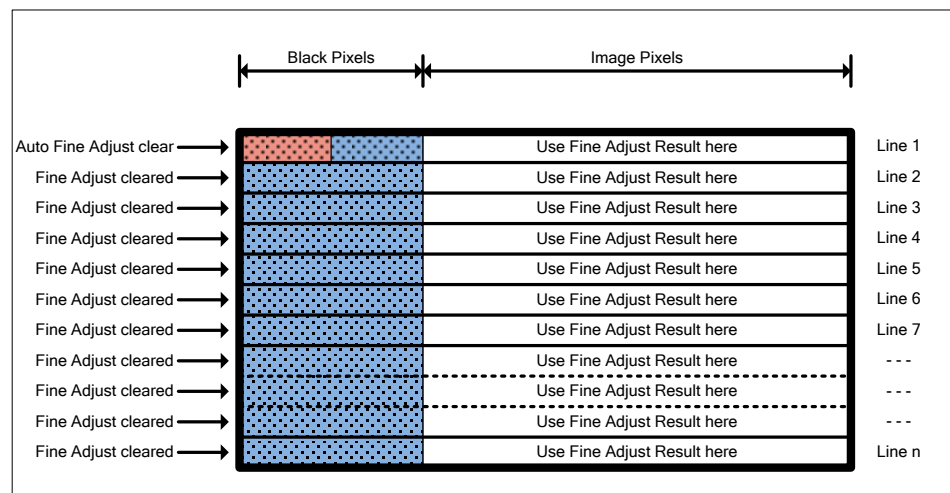 Black Pixels Image Pixels
Auto Fine Adjust clear Use Fine Adjust Result here Line 1
Fine Adjust cleared Use Fine Adjust Result here Line 2
Fine Adjust cleared Use Fine Adjust Result here Line 3
Fine Adjust cleared Use Fine Adjust Result here Line 4
Fine Adjust cleared Use Fine Adjust Result here Line 5
Fine Adjust cleared Use Fine Adjust Result here Line 6
Fine Adjust cleared Use Fine Adjust Result here Line 7
Fine Adjust cleared Use Fine Adjust Result here - - -
Fine Adjust cleared Use Fine Adjust Result here - - -
Fine Adjust cleared Use Fine Adjust Result here - - -
Fine Adjust cleared Use Fine Adjust Result here Line n